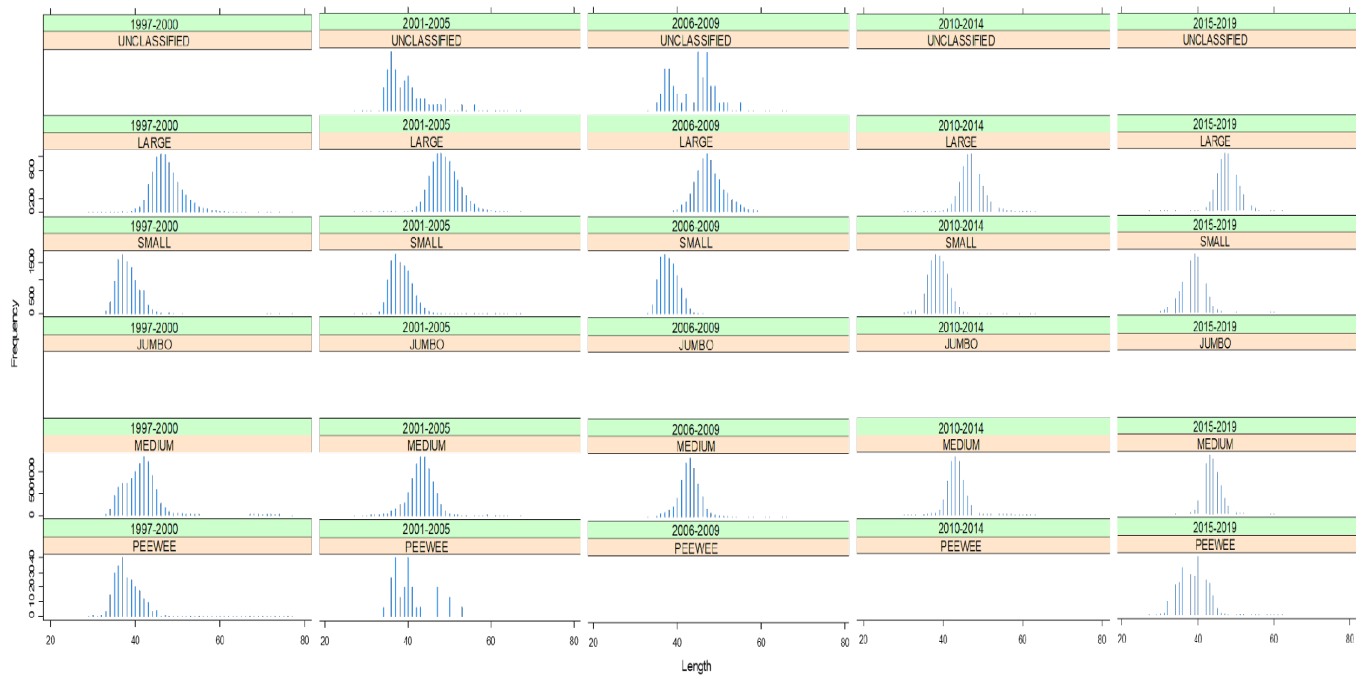 1997-2000 2001-2005 2006-2009 2010-2014 2015-2019
UNCLASSIFIED UNCLASSIFIED UNCLASSIFIED UNCLASSIFIED UNCLASSIFIED
1997-2000 2001-2005 2006-2009 2010-2014 2015-2019
LARGE LARGE LARGE LARGE LARGE
1997-2000 2001-2005 2006-2009 2010-2014 2015-2019
SMALL SMALL SMALL SMALL SMALL
1997-2000 2001-2005 2006-2009 2010-2014 2015-2019
JUMBO JUMBO JUMBO JUMBO JUMBO
Frequency
1997-2000 2001-2005 2006-2009 2010-2014 2015-2019
MEDIUM MEDIUM MEDIUM MEDIUM MEDIUM
1997-2000 2001-2005 2006-2009 2010-2014 2015-2019
PEEWEE PEEWEE PEEWEE PEEWEE PEEWEE
0 10 20 30 40
20 40 60 80 20 40 60 80 20 40 60 80 20 40 60 80 20 40 60 80
Length